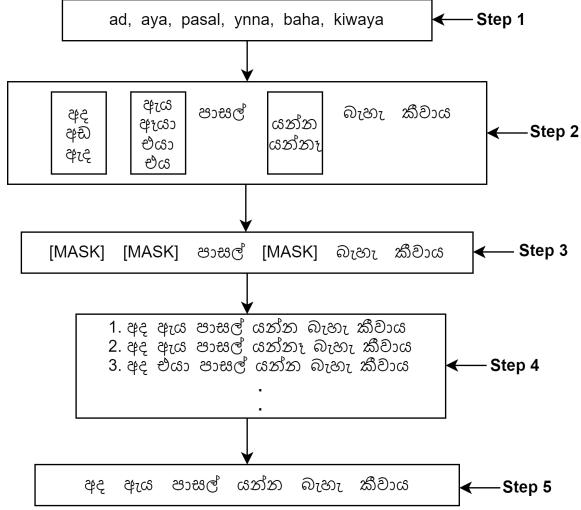 ad, aya, pasal, ynna, baha, kiwaya
Step 1
අද
අඩ
ඇද
ඇය
ඈයා
එයා
එය
පාසල්
යන්න
යන්නෑ
බැහැ කීවාය
Step 2
[MASK] [MASK] පාසල් [MASK] බැහැ කීවාය
Step 3
1. අද ඇය පාසල් යන්න බැහැ කීවාය
2. අද ඇය පාසල් යන්නෑ බැහැ කීවාය
3. අද එයා පාසල් යන්න බැහැ කීවාය
.
.
Step 4
අද ඇය පාසල් යන්න බැහැ කීවාය
Step 5